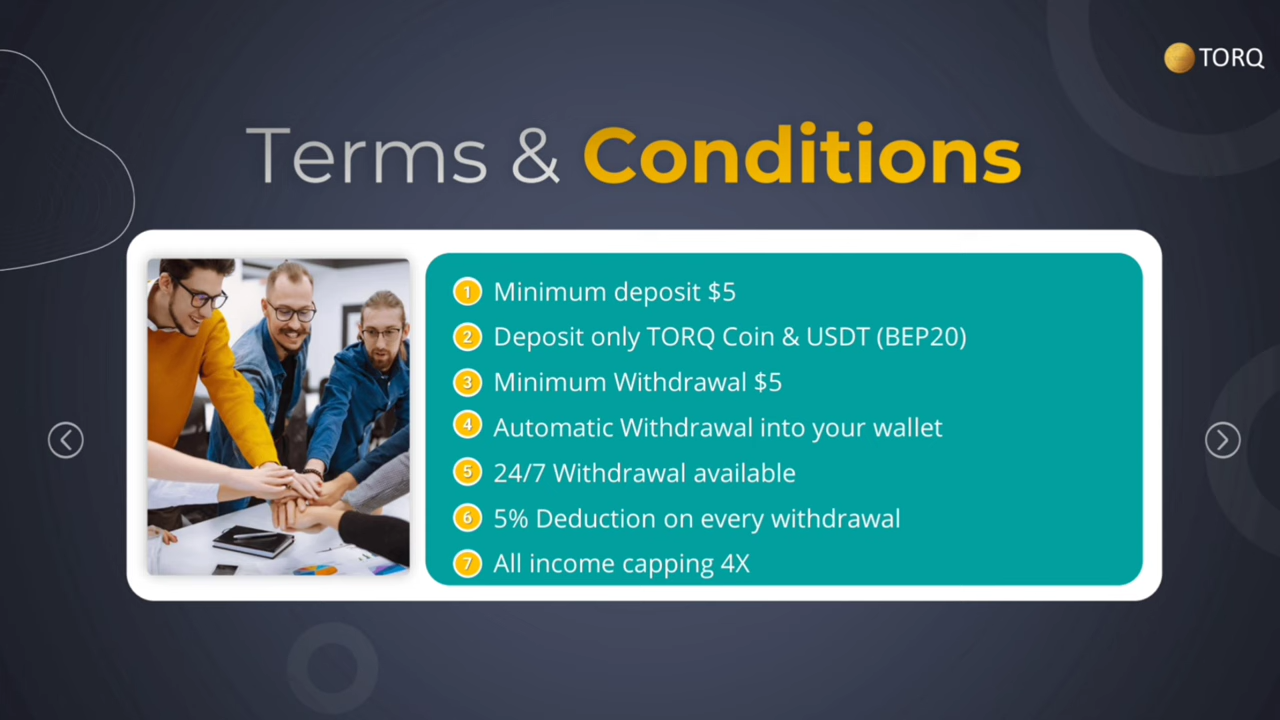 TORQ
Terms & Conditions
1 Minimum deposit $5
2 Deposit only TORQ Coin & USDT (BEP20)
3 Minimum Withdrawal $5
4 Automatic Withdrawal into your wallet
5 24/7 Withdrawal available
6 5% Deduction on every withdrawal
7 All income capping 4X